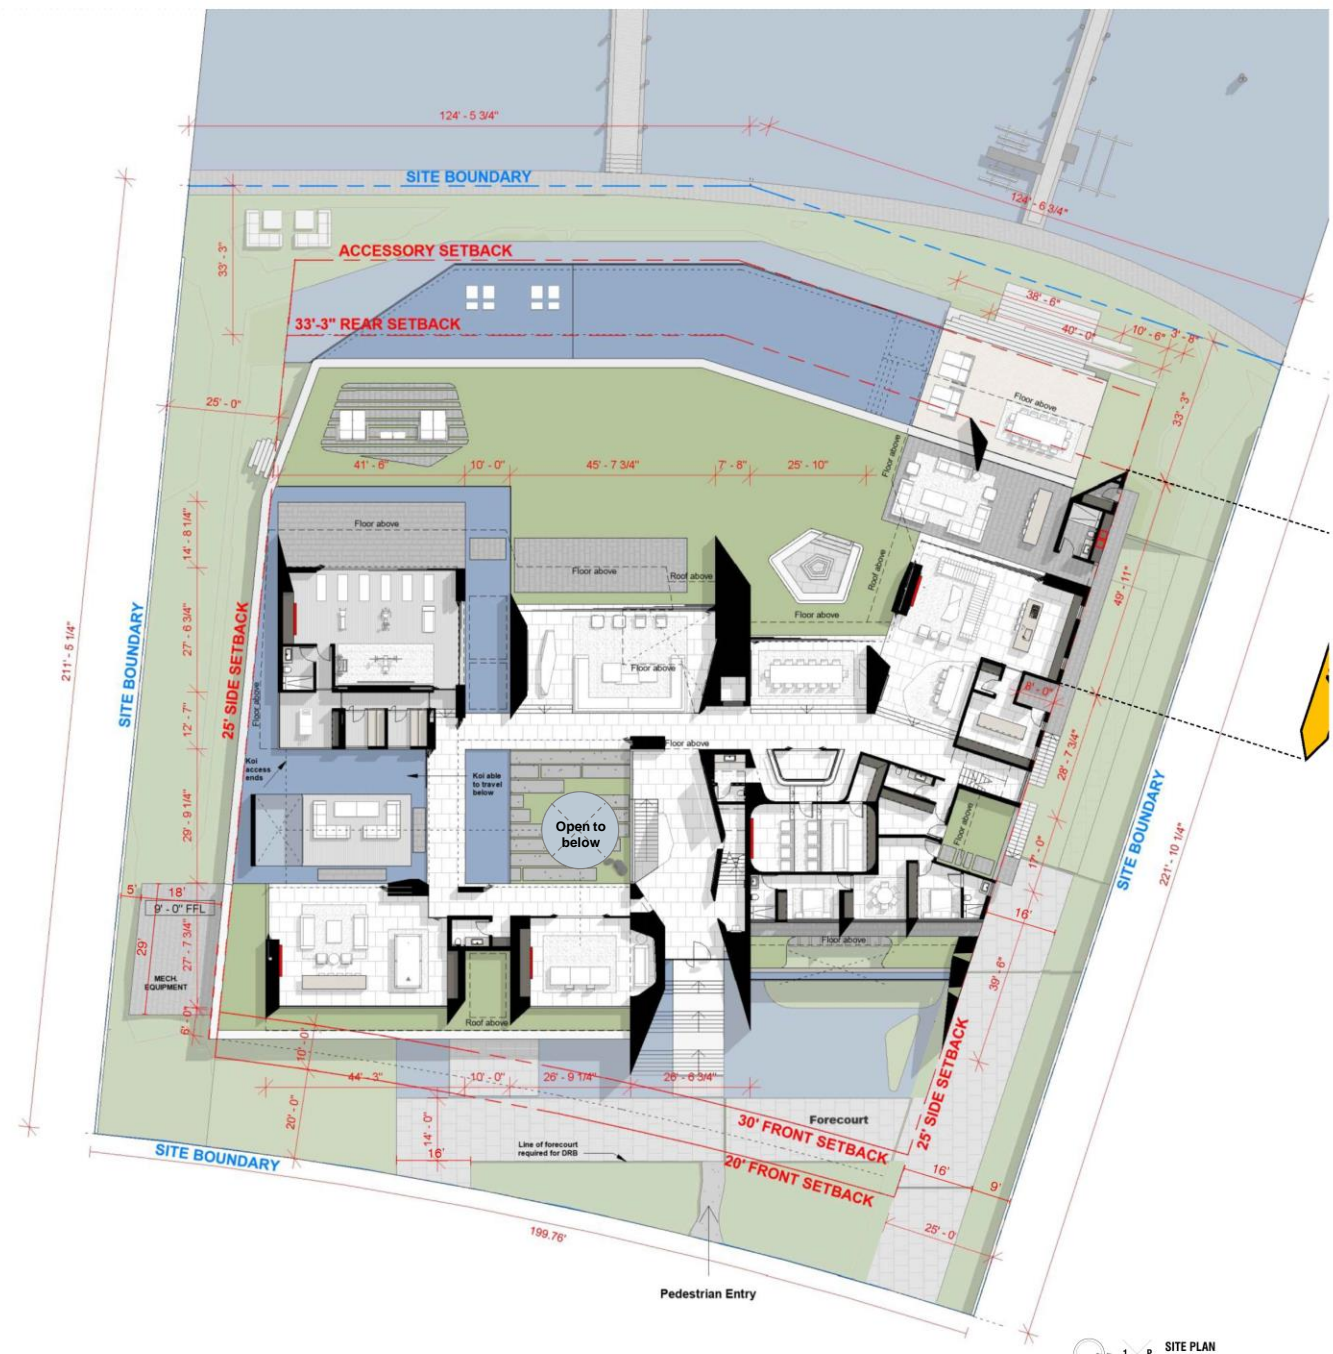 124' - 5 3/4"
SITE BOUNDARY
124' - 6 3/4"
ACCESSORY SETBACK
33' - 3"
38' - 6"
33'-3" REAR SETBACK
40' - 0"
10' - 6"
3' - 8"
Floor above
33' - 3"
25' - 0"
Floor above
41' - 6"
10' - 0"
45' - 7 3/4"
7' - 8"
25' - 10"
14' - 8 1/4"
Floor above
Floor above
Roof above
Roof above
Floor above
49' - 11"
211' - 5 1/4"
SITE BOUNDARY
27' - 6 3/4"
25' SIDE SETBACK
Floor above
Floor above
8' - 0"
12' - 7"
Floor above
28' - 7 3/4"
Koi
access
ends
Koi able
to travel
below
29' - 9 1/4"
Open to
below
Floor above
SITE BOUNDARY
221' - 10 1/4"
17' - 0"
5'
18'
9' - 0" FFL
16'
29'
27' - 7 3/4"
MECH.
EQUIPMENT
Floor above
39' - 6"
6' - 0"
Roof above
10' - 0"
44' - 3"
10' - 0"
26' - 9 1/4"
26' - 6 3/4"
25' SIDE SETBACK
20' - 0"
14' - 0"
16'
Line of forecourt
required for DRB
Forecourt
30' FRONT SETBACK
20' FRONT SETBACK
SITE BOUNDARY
16'
9'
25' - 0
199.76'
Pedestrian Entry
1
SITE PLAN